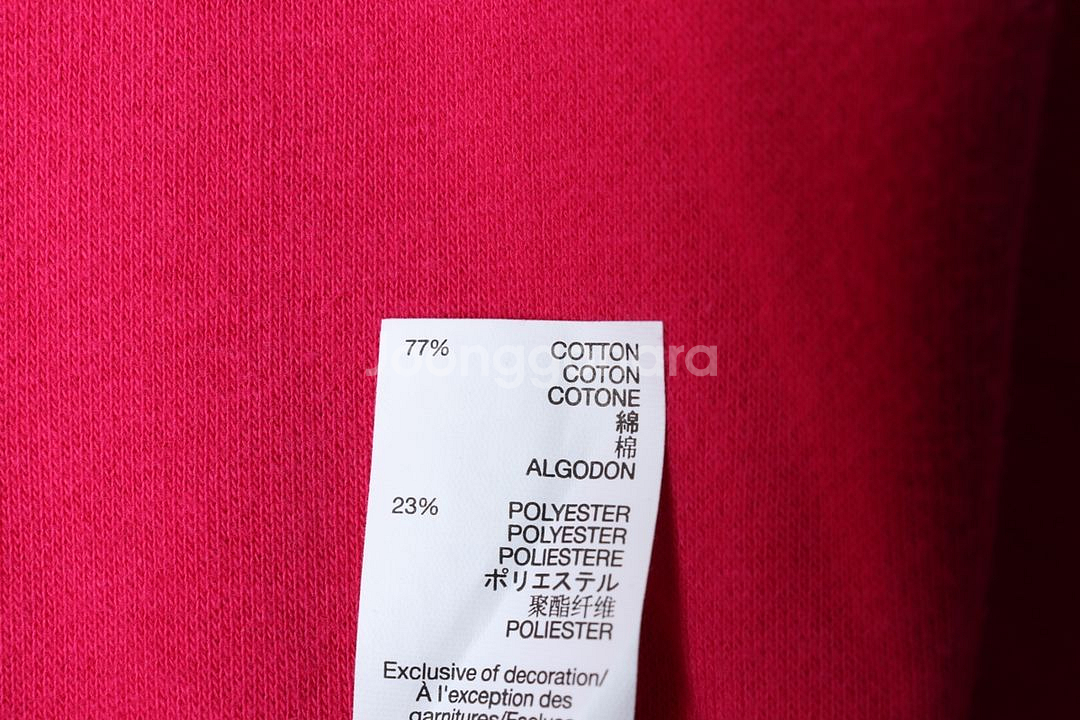 77% COTTON
COTON
COTONE
綿
棉
ALGODON
23% POLYESTER
POLYESTER
POLIESTERE
ポリエステル
聚酯纤维
POLIESTER
Exclusive of decoration/
À l'exception des